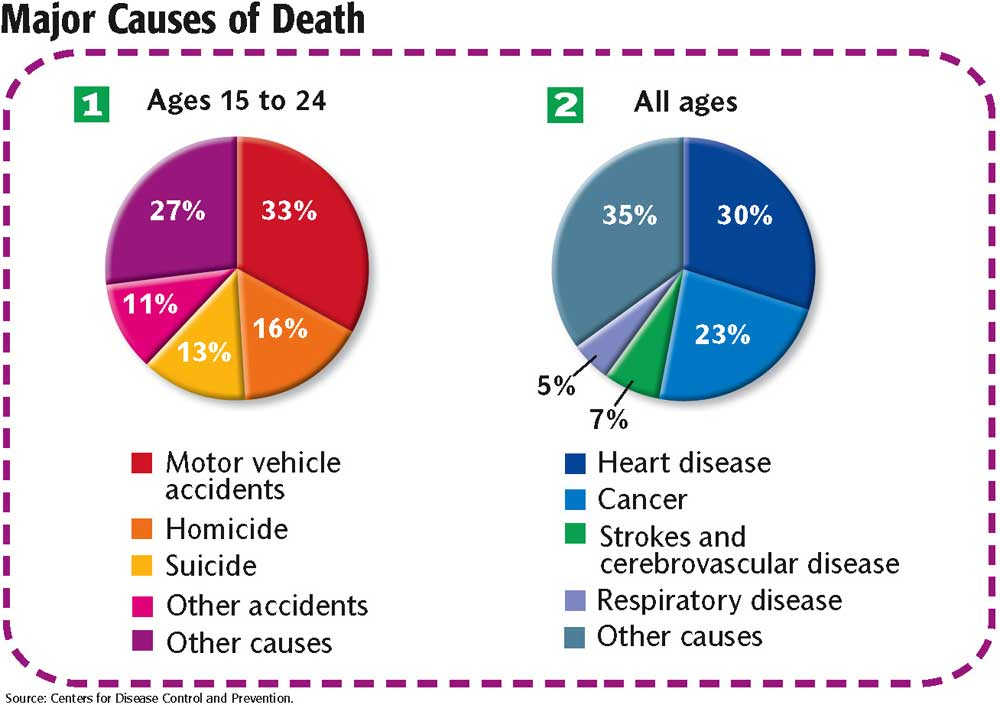 Major Causes of Death
1 Ages 15 to 24
27%
33%
11%
16%
13%
Motor vehicle
accidents
Homicide
Suicide
Other accidents
Other causes
2 All ages
35%
30%
23%
5%
7%
Heart disease
Cancer
Strokes and
cerebrovascular disease
Respiratory disease
Other causes
Source: Centers for Disease Control and Prevention.